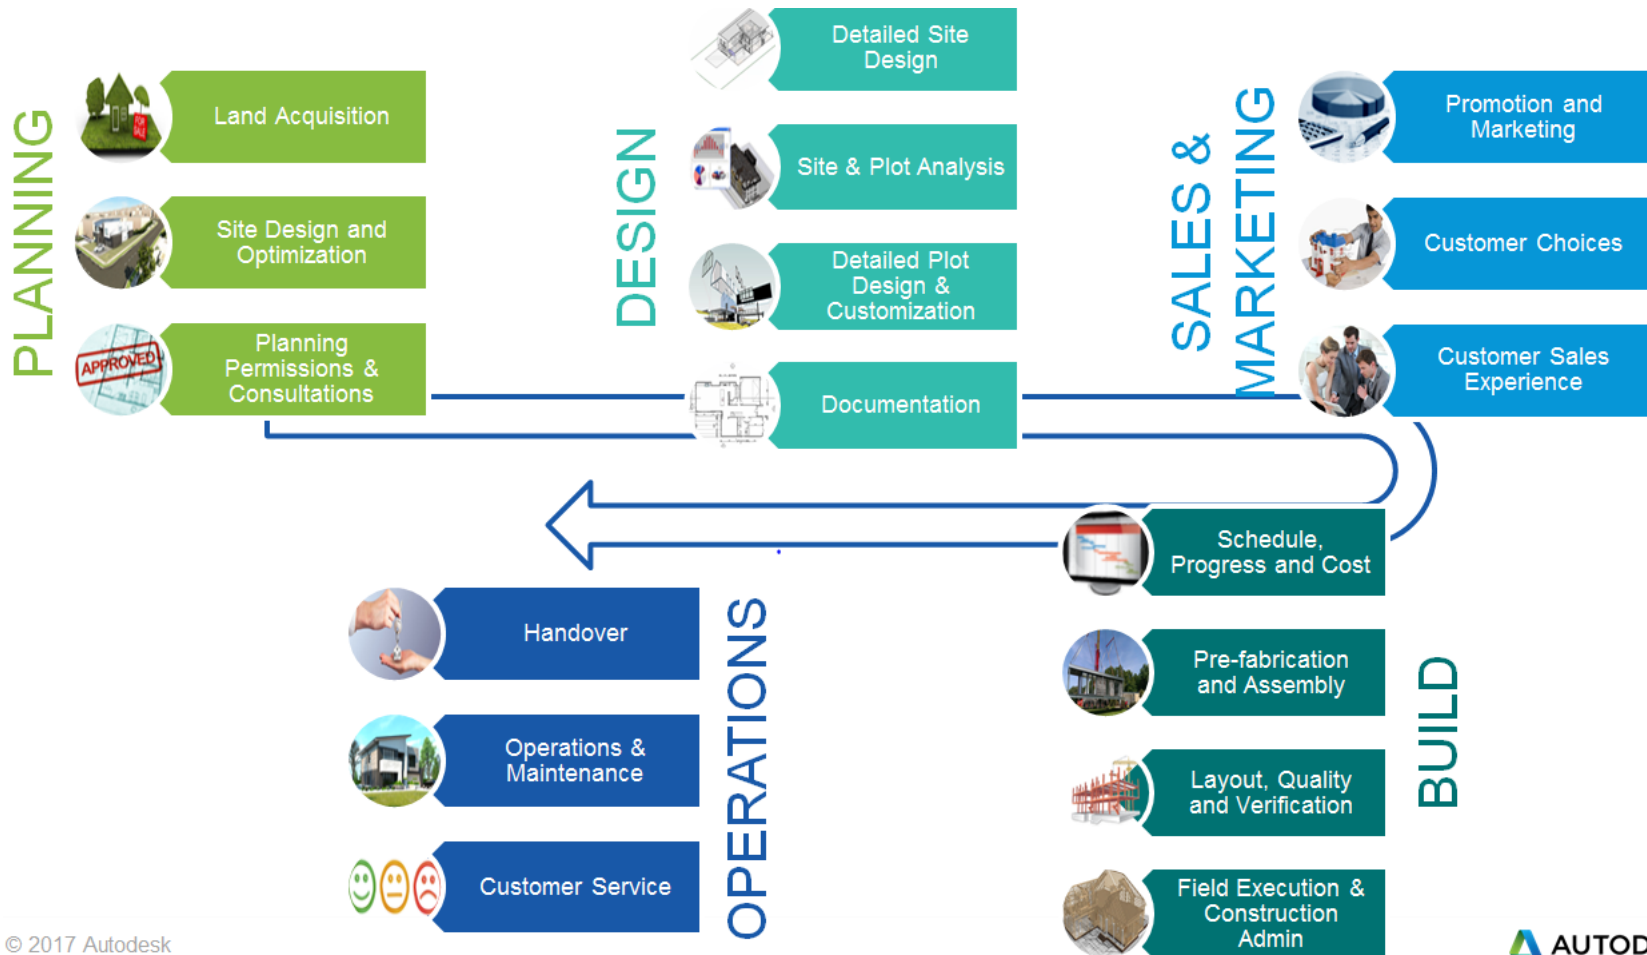 PLANNING
Land Acquisition
Site Design and
Optimization
APPROVED
Planning
Permissions &
Consultations
DESIGN
Detailed Site
Design
Site & Plot Analysis
Detailed Plot
Design &
Customization
Documentation
SALES &
MARKETING
Promotion and
Marketing
Customer Choices
Customer Sales
Experience
Schedule,
Progress and Cost
Pre-fabrication
and Assembly
Layout, Quality
and Verification
Field Execution &
Construction
Admin
BUILD
Handover
Operations &
Maintenance
Customer Service
OPERATIONS
FOR
SALE
© 2017 Autodesk
AUTOD